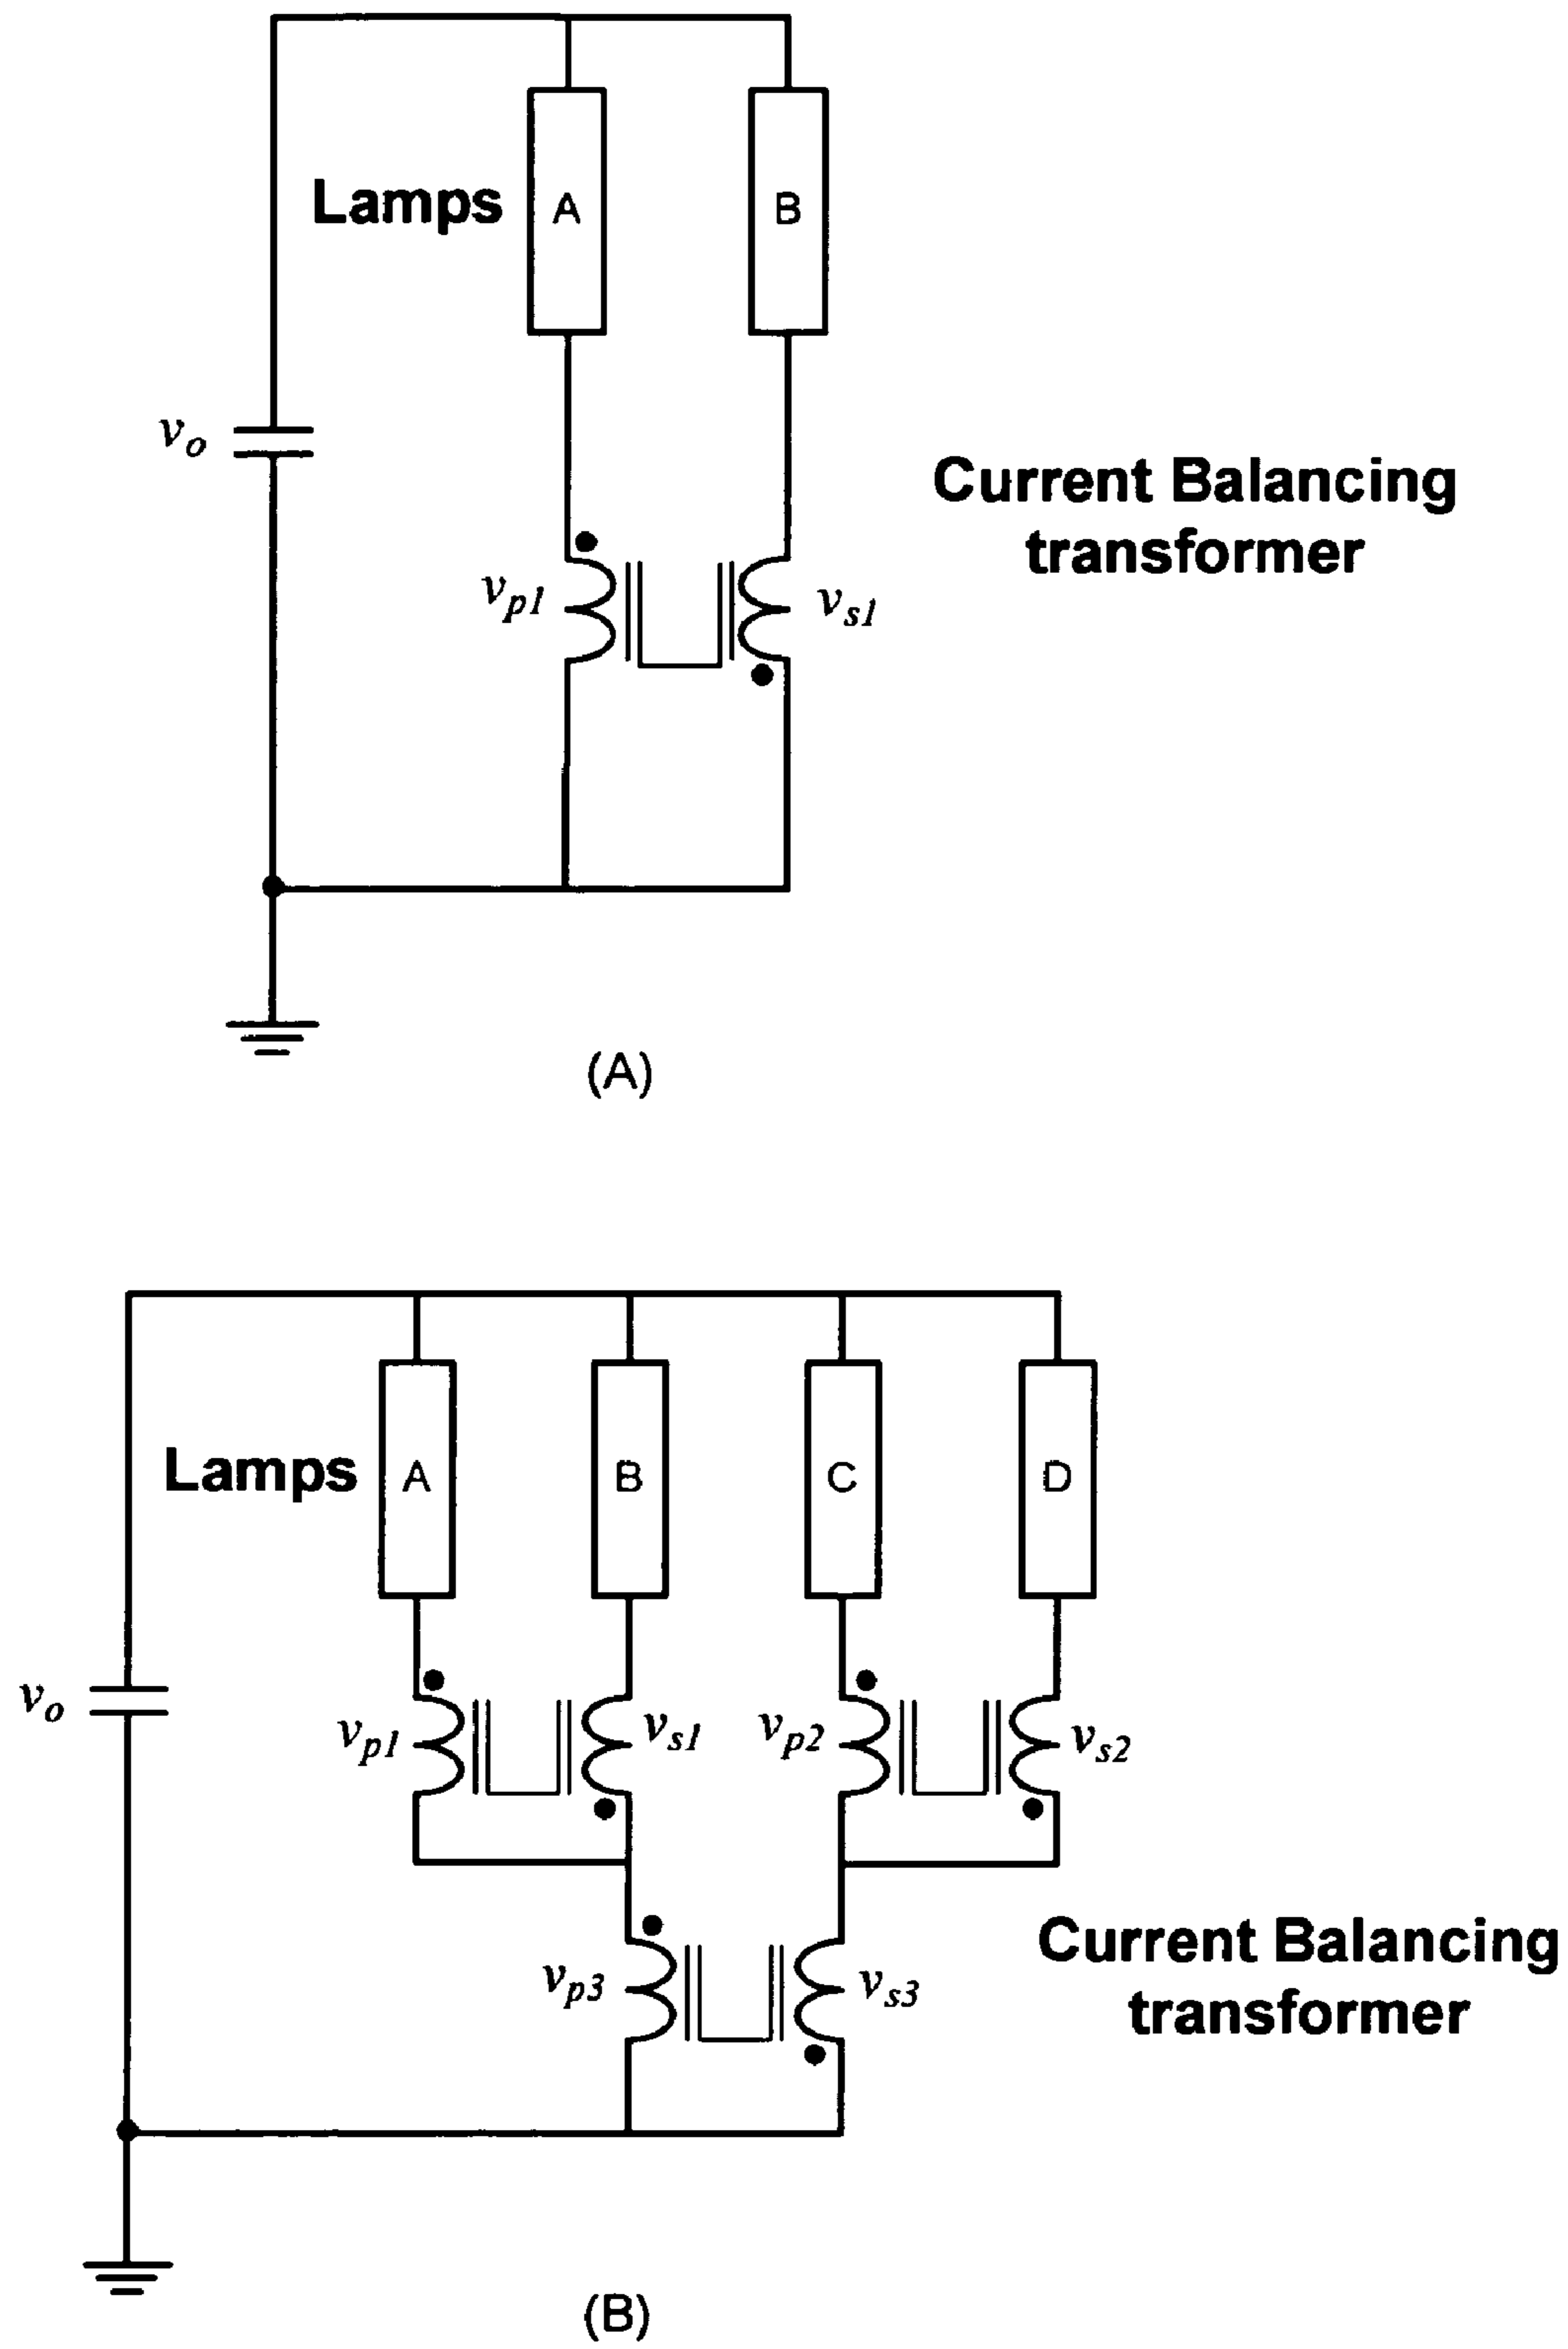 Lamps
A
B
v_o
Current Balancing
transformer
v_p1
v_s1
(A)
Lamps
A
B
C
D
v_o
v_p1
v_s1
v_p2
v_s2
Current Balancing
transformer
v_p3
v_s3
(B)